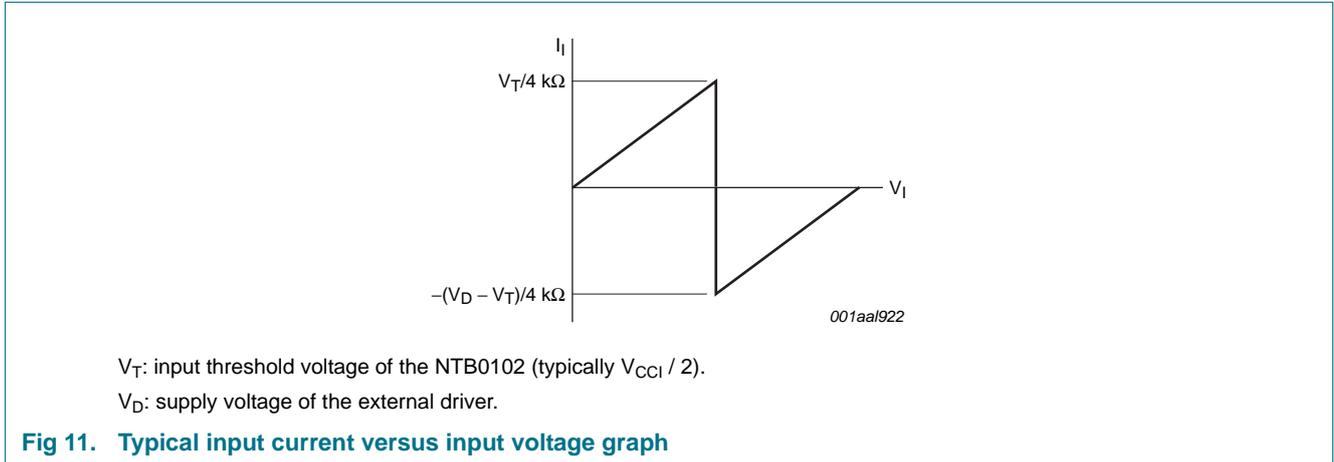 I_I
V_T/4 kΩ
V_I
−(V_D − V_T)/4 kΩ
001aal922
V_T: input threshold voltage of the NTB0102 (typically V_CCI / 2).
V_D: supply voltage of the external driver.
Fig 11. Typical input current versus input voltage graph